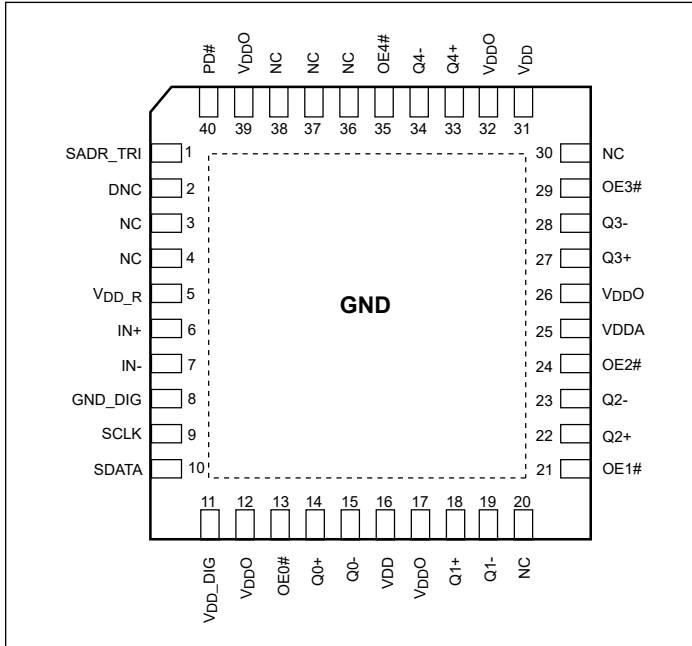 PD#
VDDO
NC
NC
NC
OE4#
Q4-
Q4+
VDDO
VDD
40
39
38
37
36
35
34
33
32
31
SADR_TRI 1
DNC 2
NC 3
NC 4
VDD_R 5
IN+ 6
IN- 7
GND_DIG 8
SCLK 9
SDATA 10
GND
30 NC
29 OE3#
28 Q3-
27 Q3+
26 VDDO
25 VDDA
24 OE2#
23 Q2-
22 Q2+
21 OE1#
11
12
13
14
15
16
17
18
19
20
VDD_DIG
VDDO
OE0#
Q0+
Q0-
VDD
VDDO
Q1+
Q1-
NC